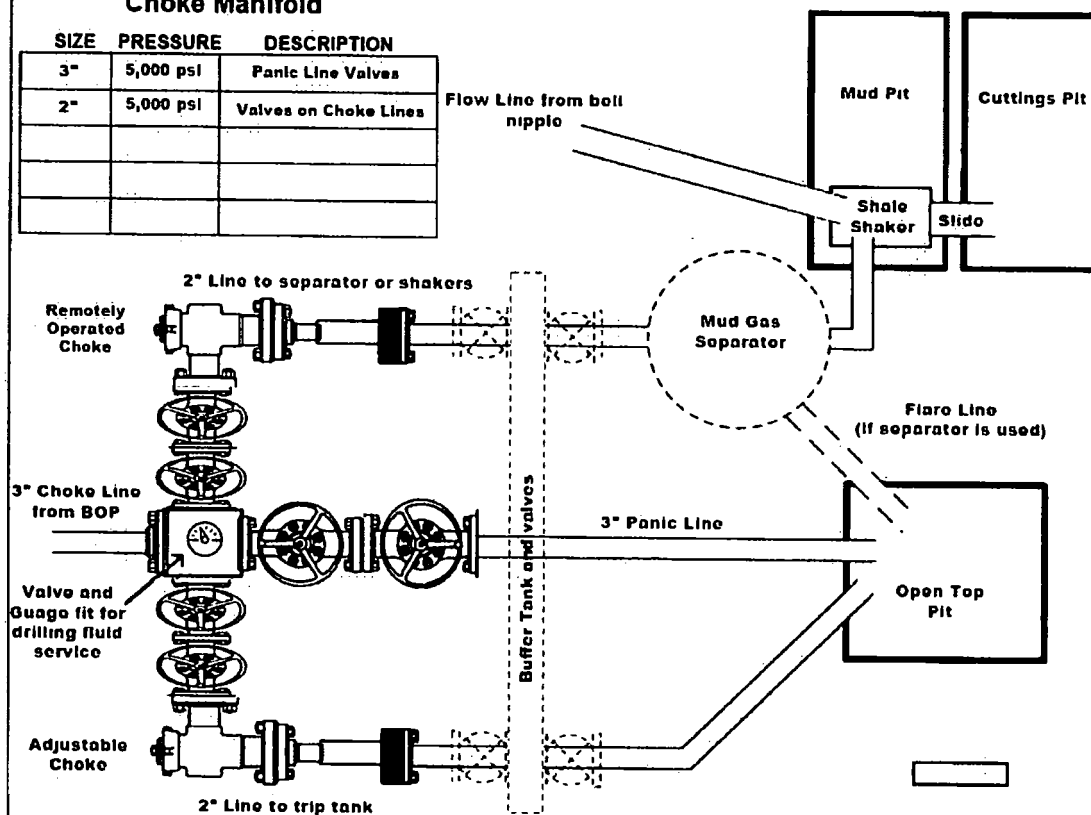 Choke Manifold
SIZE PRESSURE DESCRIPTION
3" 5,000 psi Panic Line Valves
2" 5,000 psi Valves on Choke Lines
Flow Line from bell
nipple
Mud Pit
Cuttings Pit
Shale
Shaker
Slide
2" Line to separator or shakers
Remotely
Operated
Choke
Mud Gas
Separator
Flare Line
(If separator is used)
3" Choke Line
from BOP
3" Panic Line
Buffer Tank and valves
Valve and
Guage fit for
drilling fluid
service
Open Top
Pit
Adjustable
Choke
2" Line to trip tank